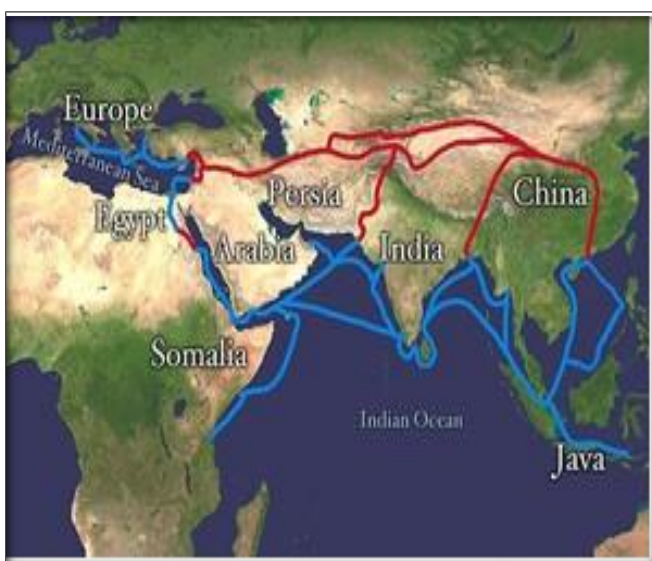 Europe
Mediterranean Sea
Egypt
Persia
China
Arabia
India
Somalia
Indian Ocean
Java